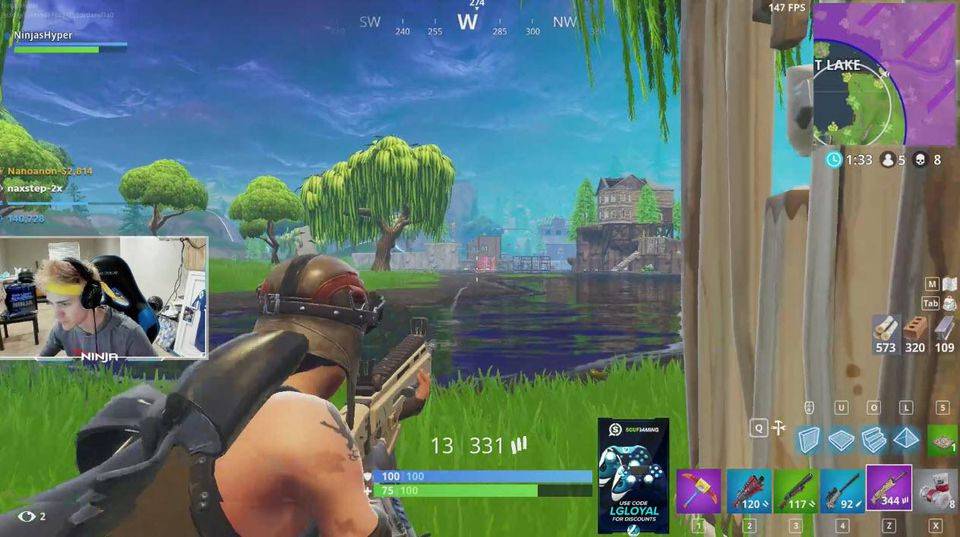 NinjasHyper
SW 240 255 W 285 300 NW
274
147 FPS
T LAKE
1:33 5 8
Nanoanon-$2,814
naxstep-2x
140,728
NINJA
M
Tab
573 320 109
U O L 5
Q
1
13 331
100 100
75 100
SCUFGAMING
USE CODE
LGLOYAL
FOR DISCOUNTS
120 117 92 344 8
1 2 3 4 Z X
2